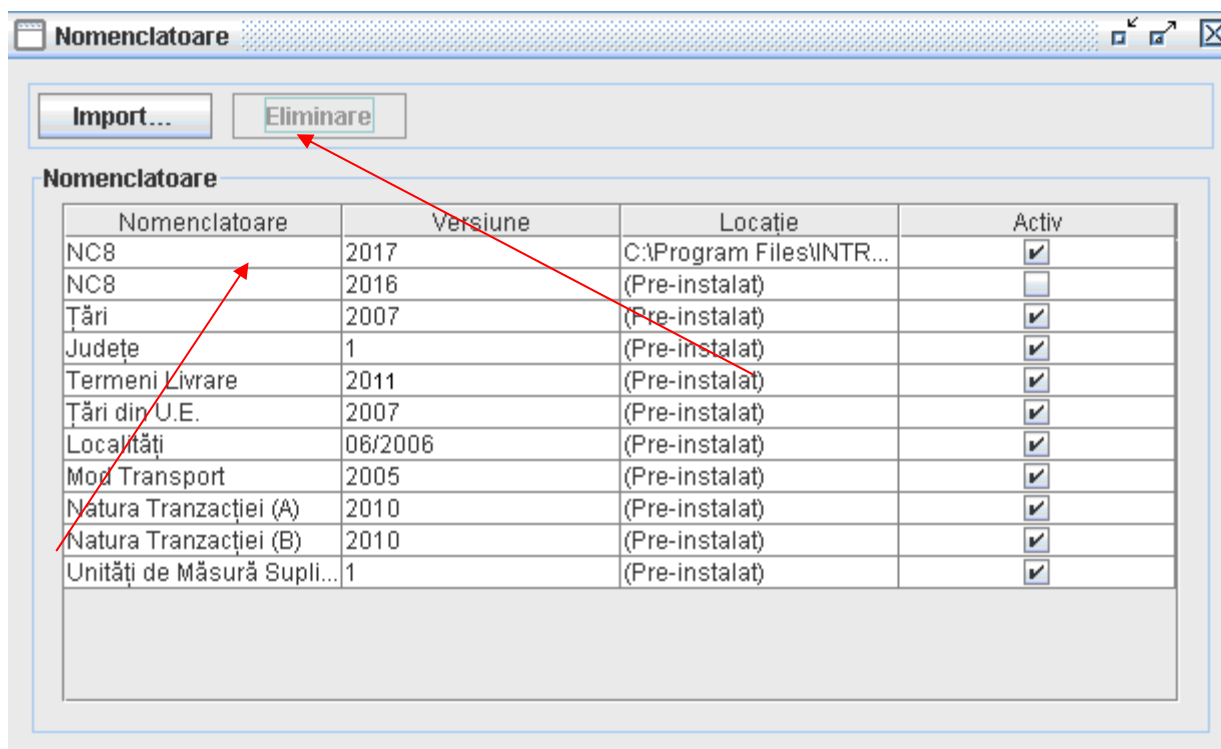 Nomenclatoare
Import... Eliminare
Nomenclatoare
Nomenclatoare Versiune Locație Activ
NC8 2017 C:\Program Files\INTR...
NC8 2016 (Pre-instalat)
Țări 2007 (Pre-instalat)
Județe 1 (Pre-instalat)
Termeni Livrare 2011 (Pre-instalat)
Țări din U.E. 2007 (Pre-instalat)
Localități 06/2006 (Pre-instalat)
Mod Transport 2005 (Pre-instalat)
Natura Tranzacției (A) 2010 (Pre-instalat)
Natura Tranzacției (B) 2010 (Pre-instalat)
Unități de Măsură Supli... 1 (Pre-instalat)